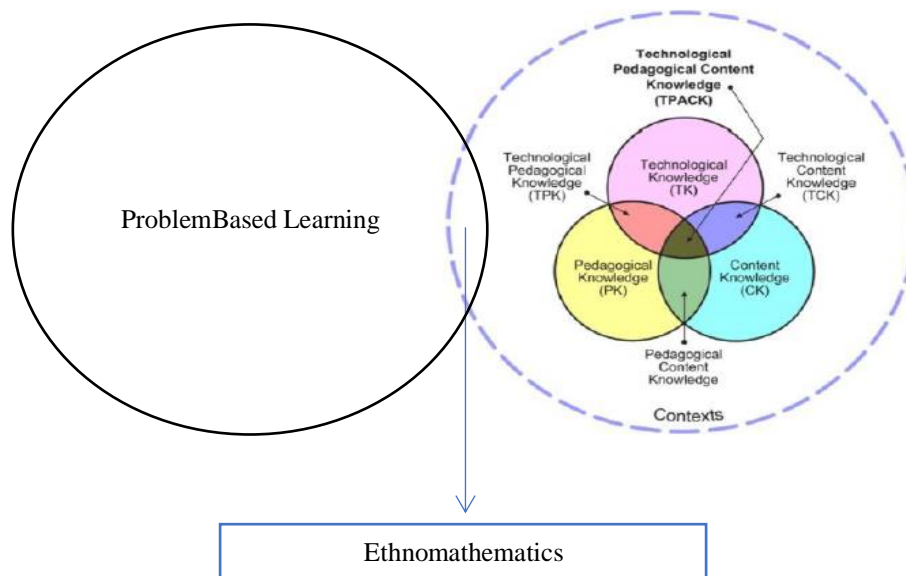 ProblemBased Learning
Technological
Pedagogical Content
Knowledge
(TPACK)
Technological
Pedagogical
Knowledge
(TPK)
Technological
Knowledge
(TK)
Technological
Content
Knowledge
(TCK)
Pedagogical
Knowledge
(PK)
Content
Knowledge
(CK)
Pedagogical
Content
Knowledge
Contexts
Ethnomathematics